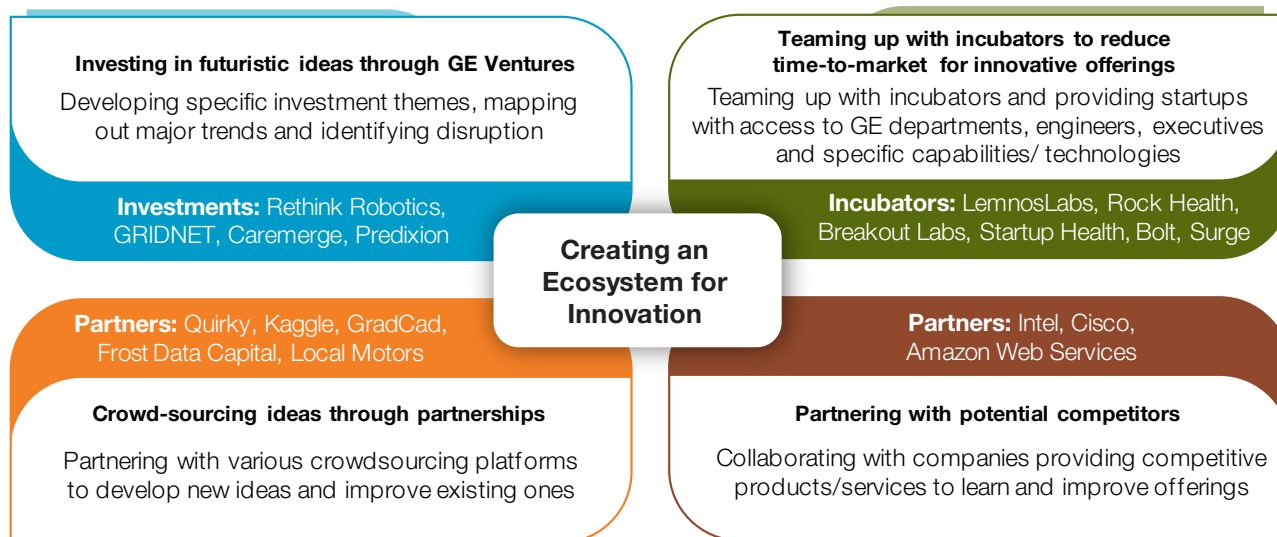 Investing in futuristic ideas through GE Ventures
Developing specific investment themes, mapping
out major trends and identifying disruption
Investments: Rethink Robotics,
GRIDNET, Caremerge, Predixion
Teaming up with incubators to reduce
time-to-market for innovative offerings
Teaming up with incubators and providing startups
with access to GE departments, engineers, executives
and specific capabilities/ technologies
Incubators: LemnosLabs, Rock Health,
Breakout Labs, Startup Health, Bolt, Surge
Creating an
Ecosystem for
Innovation
Partners: Quirky, Kaggle, GradCad,
Frost Data Capital, Local Motors
Crowd-sourcing ideas through partnerships
Partnering with various crowdsourcing platforms
to develop new ideas and improve existing ones
Partners: Intel, Cisco,
Amazon Web Services
Partnering with potential competitors
Collaborating with companies providing competitive
products/services to learn and improve offerings